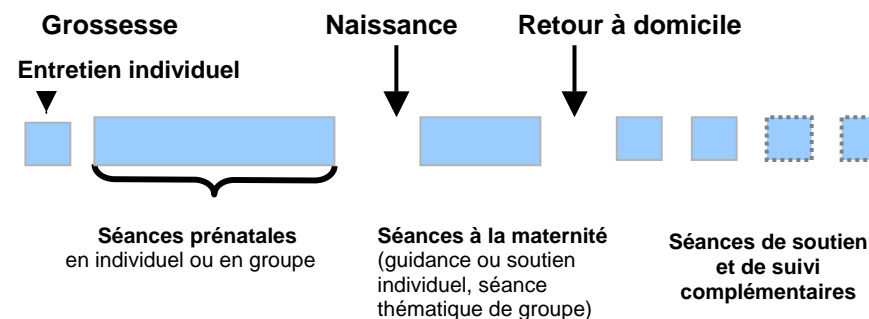 Grossesse
Naissance
Retour à domicile
Entretien individuel
Séances prénatales
en individuel ou en groupe
Séances à la maternité
(guidance ou soutien
individuel, séance
thématique de groupe)
Séances de soutien
et de suivi
complémentaires